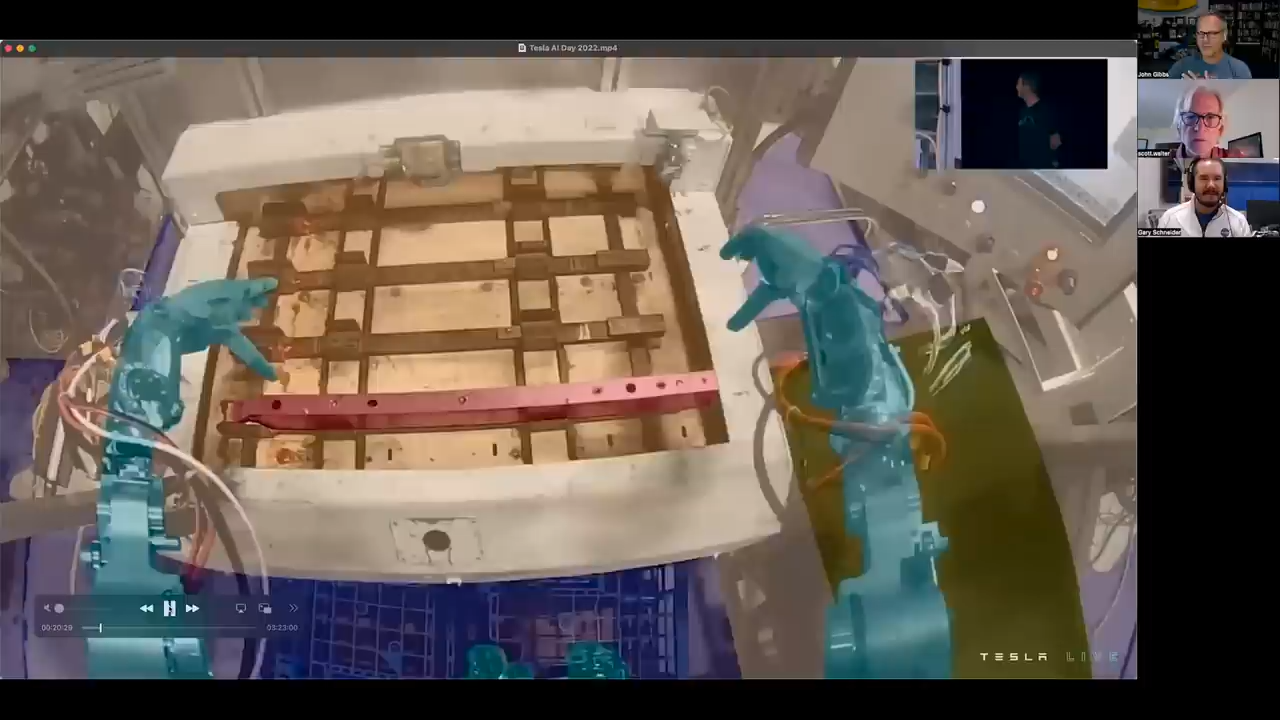 Tesla AI Day 2022.mp4
John Gibbs
scott.walter
Gary Schneider
00:20:29
03:23:00
TESLA LIVE